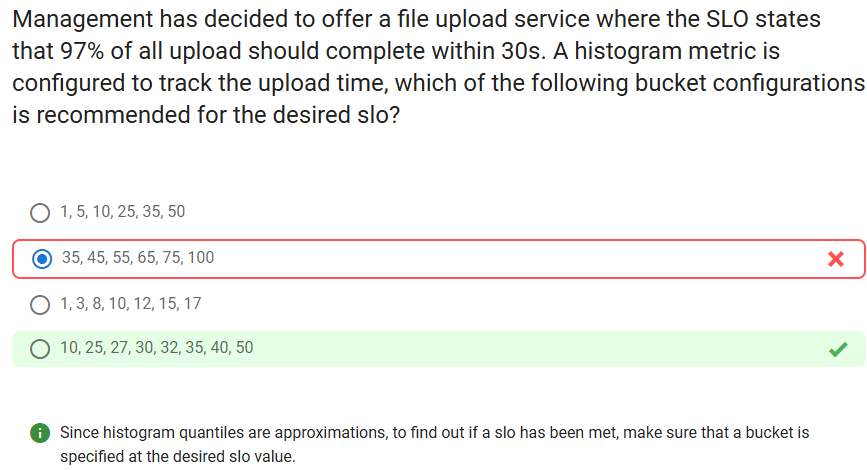 Management has decided to offer a file upload service where the SLO states
that 97% of all upload should complete within 30s. A histogram metric is
configured to track the upload time, which of the following bucket configurations
is recommended for the desired slo?
1, 5, 10, 25, 35, 50
35, 45, 55, 65, 75, 100
1, 3, 8, 10, 12, 15, 17
10, 25, 27, 30, 32, 35, 40, 50
Since histogram quantiles are approximations, to find out if a slo has been met, make sure that a bucket is
specified at the desired slo value.